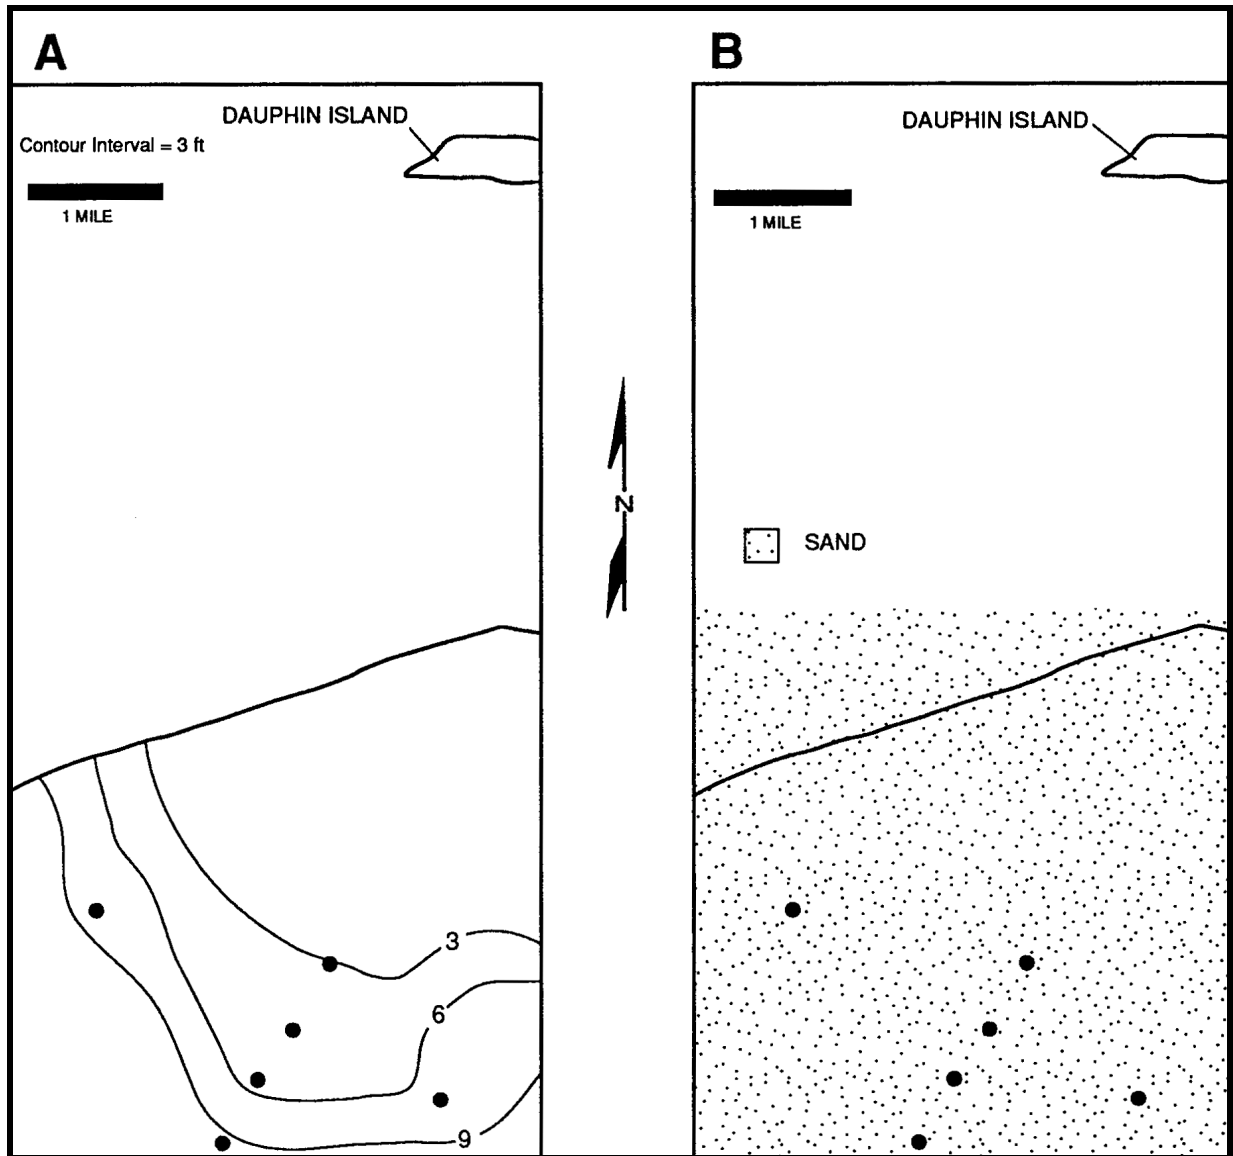 A
DAUPHIN ISLAND
Contour Interval = 3 ft
1 MILE
3
6
9
N
B
DAUPHIN ISLAND
1 MILE
SAND